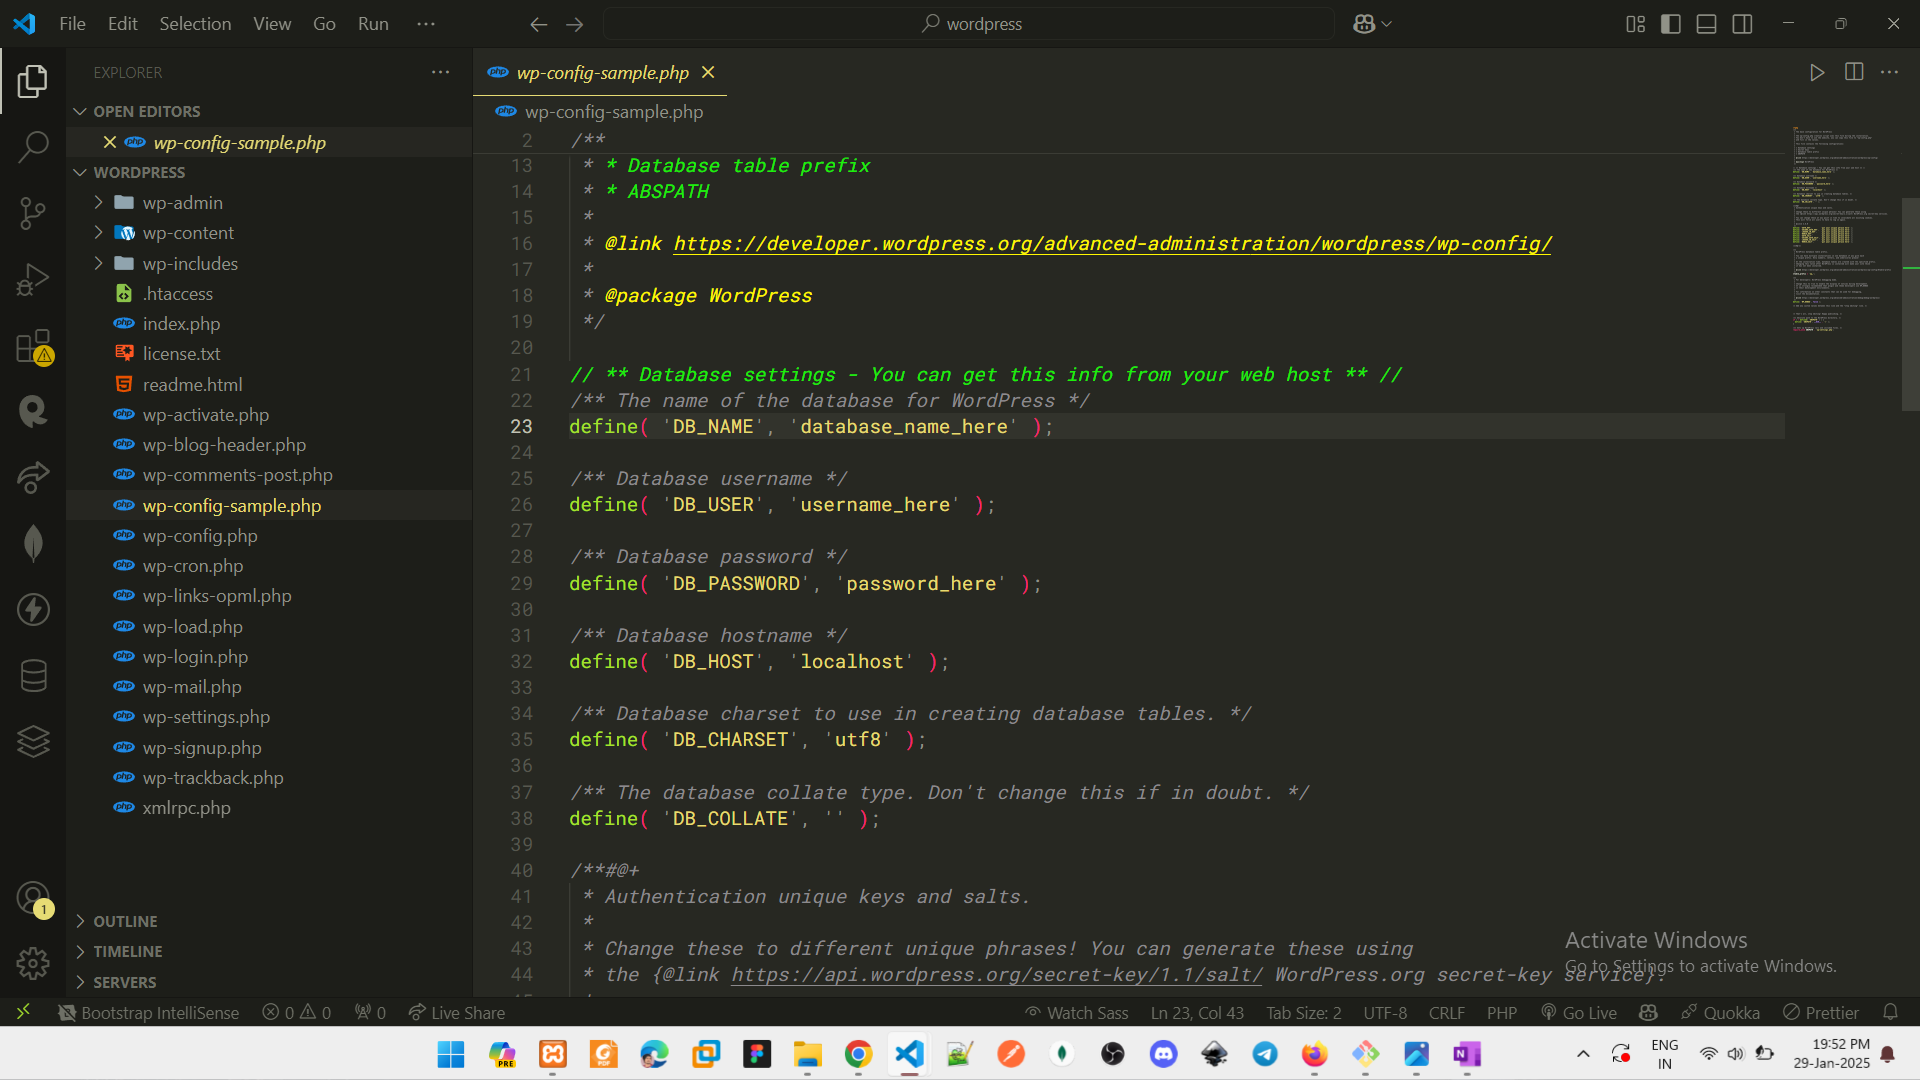 File Edit Selection View Go Run ···
wordpress
EXPLORER
wp-config-sample.php
OPEN EDITORS
wp-config-sample.php
wp-config-sample.php
WORDPRESS
wp-admin
wp-content
wp-includes
.htaccess
index.php
license.txt
readme.html
wp-activate.php
wp-blog-header.php
wp-comments-post.php
wp-config-sample.php
wp-config.php
wp-cron.php
wp-links-opml.php
wp-load.php
wp-login.php
wp-mail.php
wp-settings.php
wp-signup.php
wp-trackback.php
xmlrpc.php
OUTLINE
TIMELINE
SERVERS
1
2 /**
13 * * Database table prefix
14 * * ABSPATH
15 *
16 * @link https://developer.wordpress.org/advanced-administration/wordpress/wp-config/
17 *
18 * @package WordPress
19 */
20
21 // ** Database settings - You can get this info from your web host ** //
22 /** The name of the database for WordPress */
23 define( 'DB_NAME', 'database_name_here' );
24
25 /** Database username */
26 define( 'DB_USER', 'username_here' );
27
28 /** Database password */
29 define( 'DB_PASSWORD', 'password_here' );
30
31 /** Database hostname */
32 define( 'DB_HOST', 'localhost' );
33
34 /** Database charset to use in creating database tables. */
35 define( 'DB_CHARSET', 'utf8' );
36
37 /** The database collate type. Don't change this if in doubt. */
38 define( 'DB_COLLATE', '' );
39
40 /**#@+
41 * Authentication unique keys and salts.
42 *
43 * Change these to different unique phrases! You can generate these using
44 * the {@link https://api.wordpress.org/secret-key/1.1/salt/ WordPress.org secret-key service}.
Activate Windows
Go to Settings to activate Windows.
Bootstrap IntelliSense 0 0 0 Live Share Watch Sass Ln 23, Col 43 Tab Size: 2 UTF-8 CRLF PHP Go Live Quokka Prettier
PRE
ENG
IN
19:52 PM
29-Jan-2025